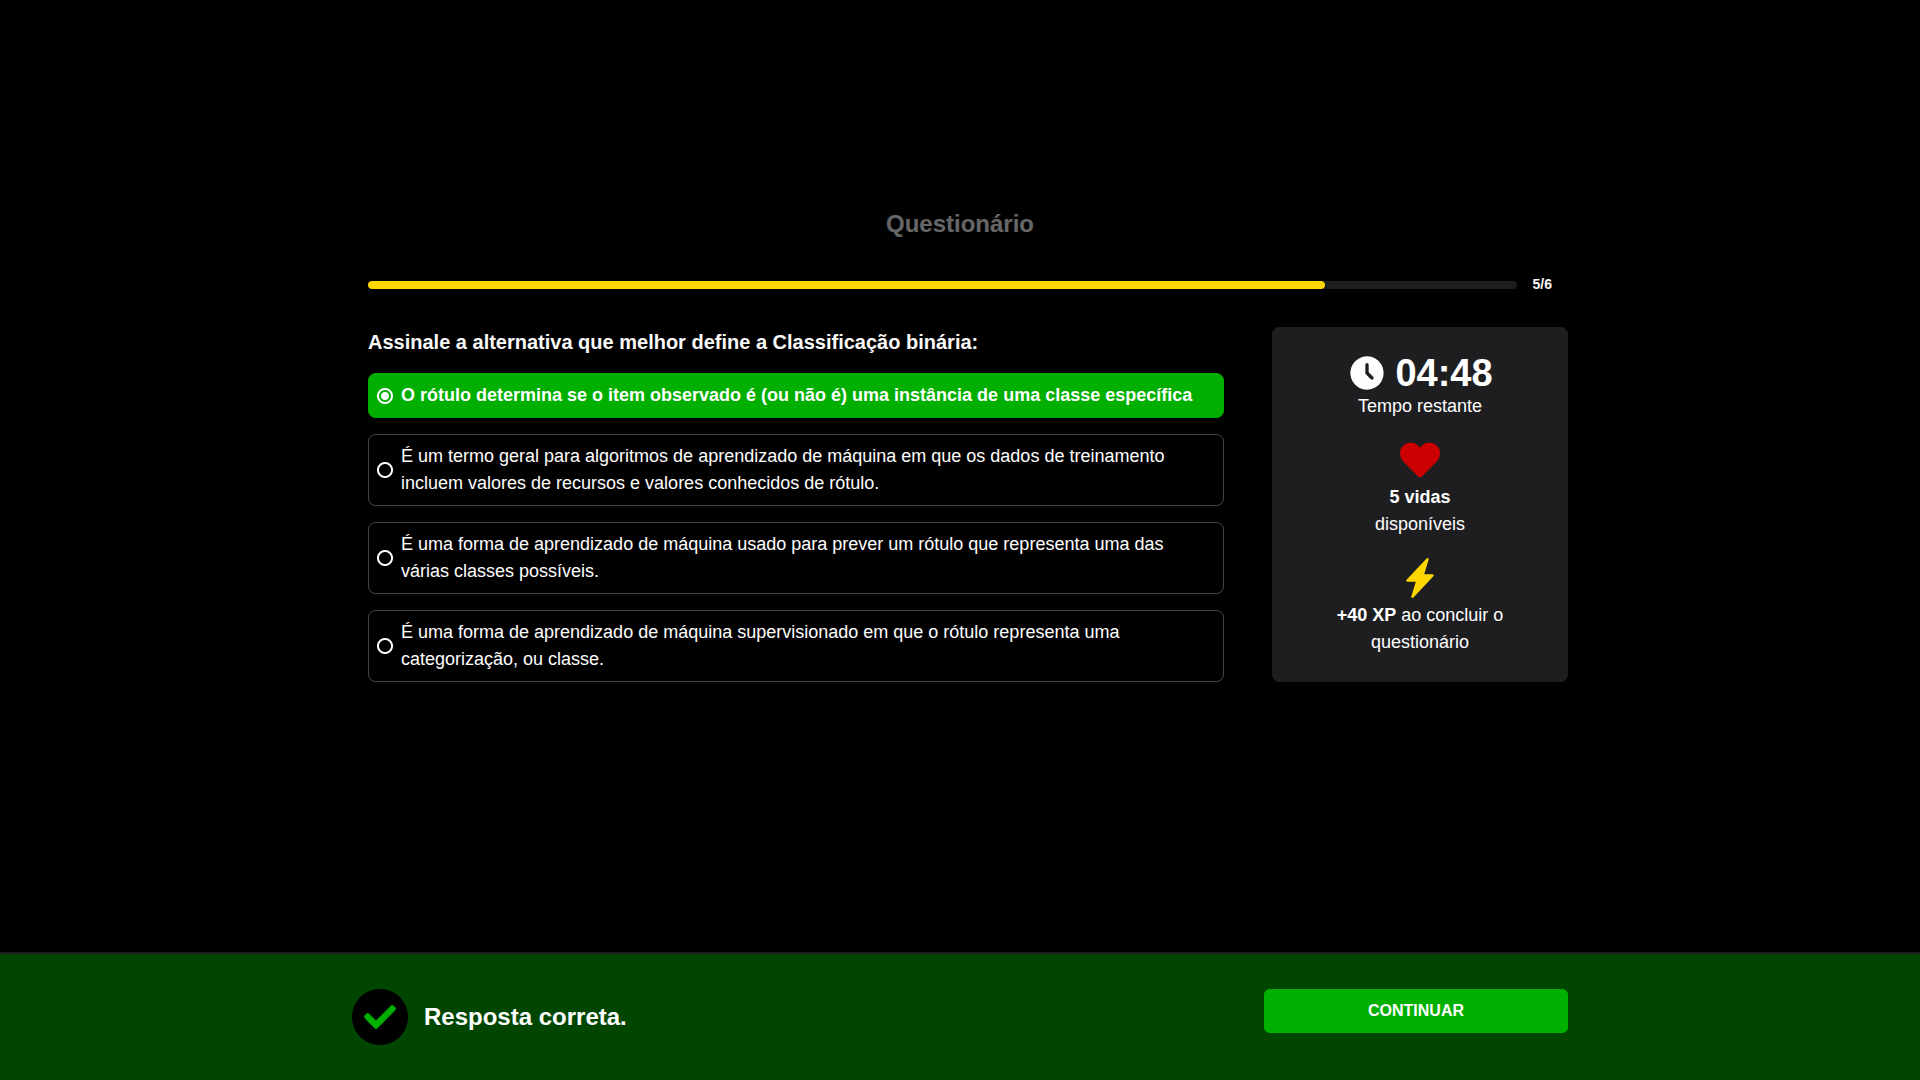 Questionário
5/6
Assinale a alternativa que melhor define a Classificação binária:
O rótulo determina se o item observado é (ou não é) uma instância de uma classe específica
É um termo geral para algoritmos de aprendizado de máquina em que os dados de treinamento
incluem valores de recursos e valores conhecidos de rótulo.
É uma forma de aprendizado de máquina usado para prever um rótulo que representa uma das
várias classes possíveis.
É uma forma de aprendizado de máquina supervisionado em que o rótulo representa uma
categorização, ou classe.
04:48
Tempo restante
5 vidas
disponíveis
+40 XP ao concluir o
questionário
Resposta correta.
CONTINUAR